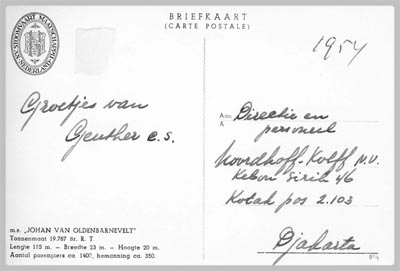 BRIEFKAART
(CARTE POSTALE)
STOOMVAART MAATSCHAPPIJ NEDERLAND N.V.
1954
Groetjes van
Genther e.s.
Aan
A
Directie en
personeel
Noordhoff-Kolff N.V.
Kebon Sirih 46
Kotak pos 2.103
Djakarta
m.s. „JOHAN VAN OLDENBARNEVELT"
Tonnenmaat 19.787 br. R. T.
Lengte 185 m. — Breedte 23 m. — Hoogte 20 m.
Aantal passagiers ca 1400, bemanning ca. 350.